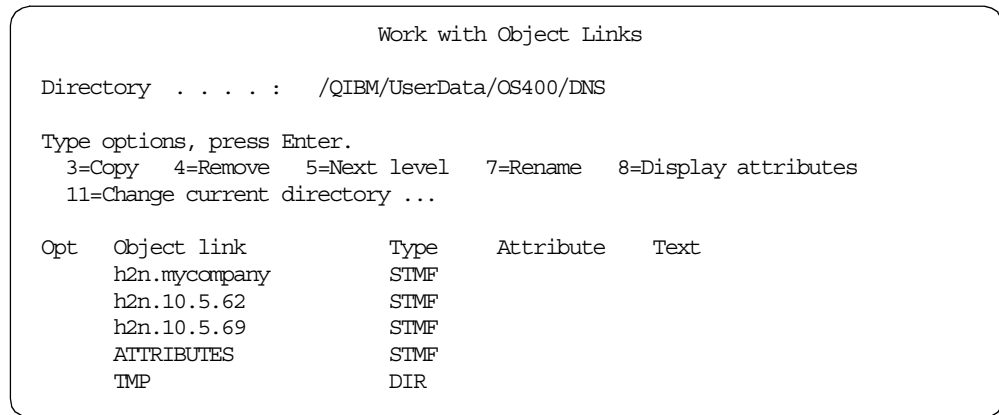 Work with Object Links
Directory . . . . : /QIBM/UserData/OS400/DNS
Type options, press Enter.
3=Copy 4=Remove 5=Next level 7=Rename 8=Display attributes
11=Change current directory ...
Opt Object link Type Attribute Text
h2n.mycompany STMF
h2n.10.5.62 STMF
h2n.10.5.69 STMF
ATTRIBUTES STMF
TMP DIR